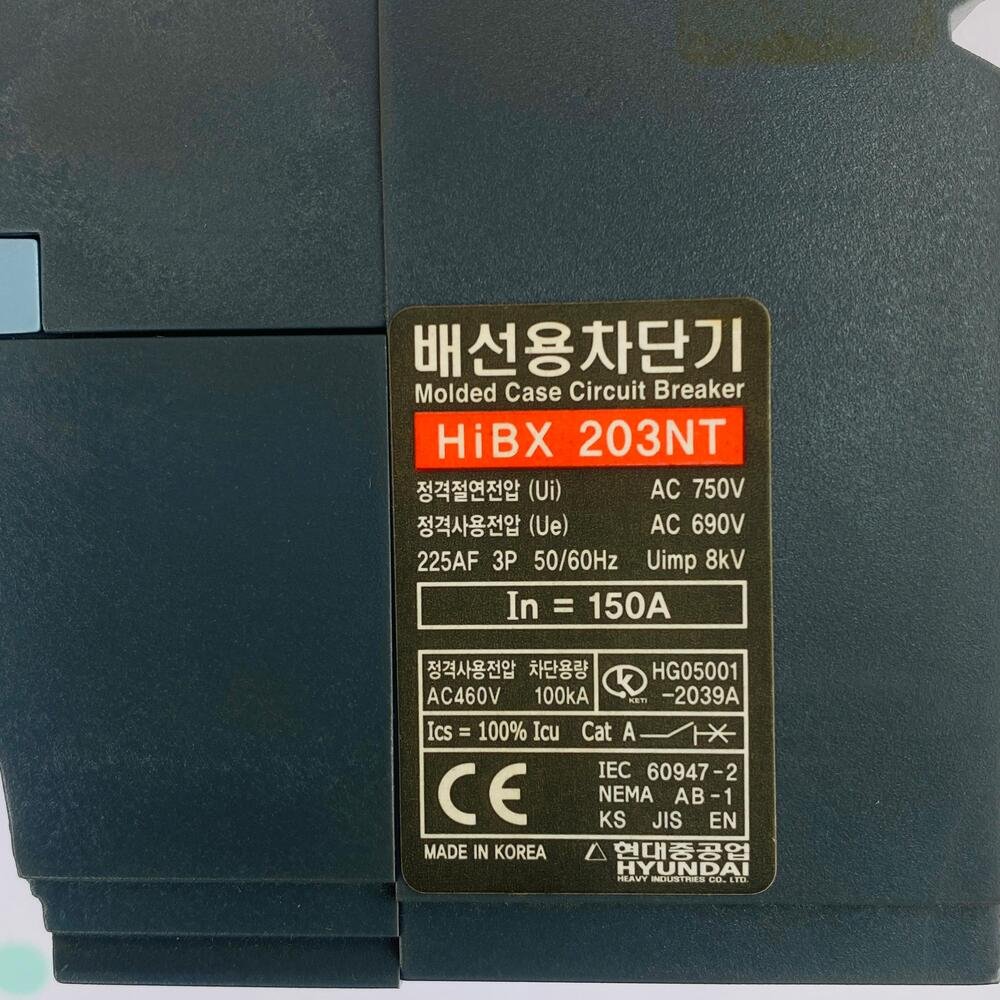 배선용차단기
Molded Case Circuit Breaker
HiBX 203NT
정격절연전압 (Ui) AC 750V
정격사용전압 (Ue) AC 690V
225AF 3P 50/60Hz Uimp 8kV
In = 150A
정격사용전압 차단용량
AC460V 100kA
K
KETI
HG05001
-2039A
Ics = 100% Icu Cat A
CE
IEC 60947-2
NEMA AB-1
KS JIS EN
MADE IN KOREA
현대중공업
HYUNDAI
HEAVY INDUSTRIES CO., LTD.